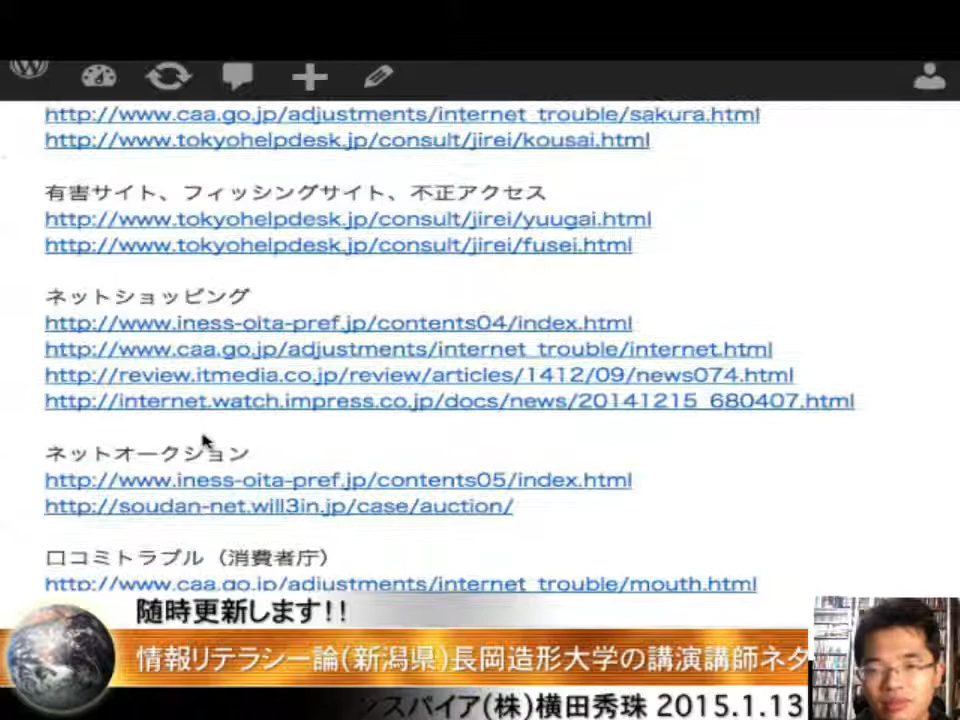 http://www.caa.go.jp/adjustments/internet_trouble/sakura.html
http://www.tokyohelpdesk.jp/consult/jirei/kousai.html
有害サイト、フィッシングサイト、不正アクセス
http://www.tokyohelpdesk.jp/consult/jirei/yuugai.html
http://www.tokyohelpdesk.jp/consult/jirei/fusei.html
ネットショッピング
http://www.iness-oita-pref.jp/contents04/index.html
http://www.caa.go.jp/adjustments/internet_trouble/internet.html
http://review.itmedia.co.jp/review/articles/1412/09/news074.html
http://internet.watch.impress.co.jp/docs/news/20141215_680407.html
ネットオークション
http://www.iness-oita-pref.jp/contents05/index.html
http://soudan-net.will3in.jp/case/auction/
口コミトラブル（消費者庁）
http://www.caa.go.jp/adjustments/internet_trouble/mouth.html
随時更新します!!
情報リテラシー論(新潟県)長岡造形大学の講演講師ネタ
ンスパイア(株)横田秀珠 2015.1.13